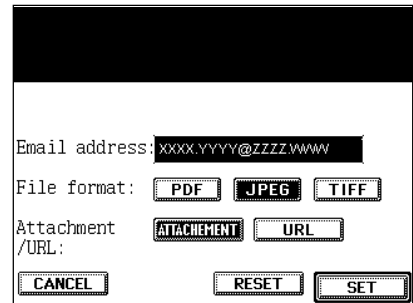 Email address: XXXX.YYYY@ZZZZ.WWW
File format: PDF JPEG TIFF
Attachment ATTACHEMENT URL
/URL:
CANCEL RESET SET